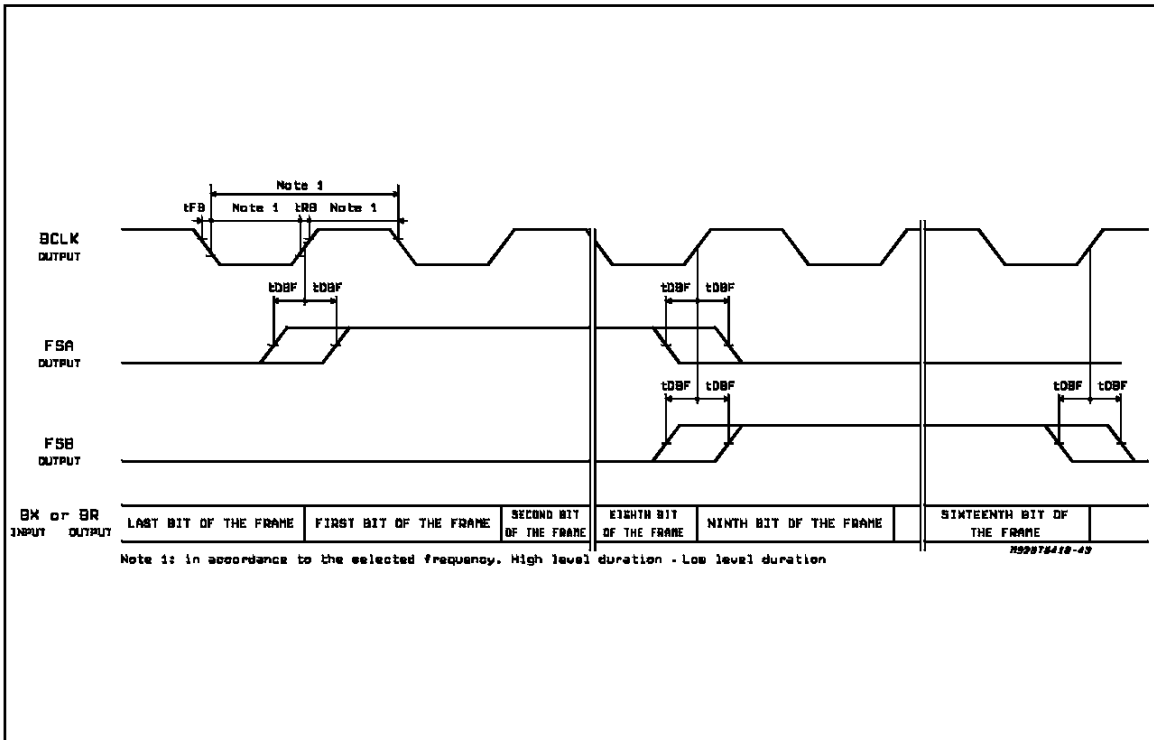 Note 1
tFB Note 1 tRB Note 1
BCLK
OUTPUT
tDBF tDBF tDBF tDBF
FSA
OUTPUT
tDBF tDBF tDBF tDBF
FSB
OUTPUT
BX or BR
INPUT OUTPUT
LAST BIT OF THE FRAME
FIRST BIT OF THE FRAME
SECOND BIT
OF THE FRAME
EIGHTH BIT
OF THE FRAME
NINTH BIT OF THE FRAME
SIXTEENTH BIT OF
THE FRAME
Note 1: in accordance to the selected frequency. High level duration - Low level duration